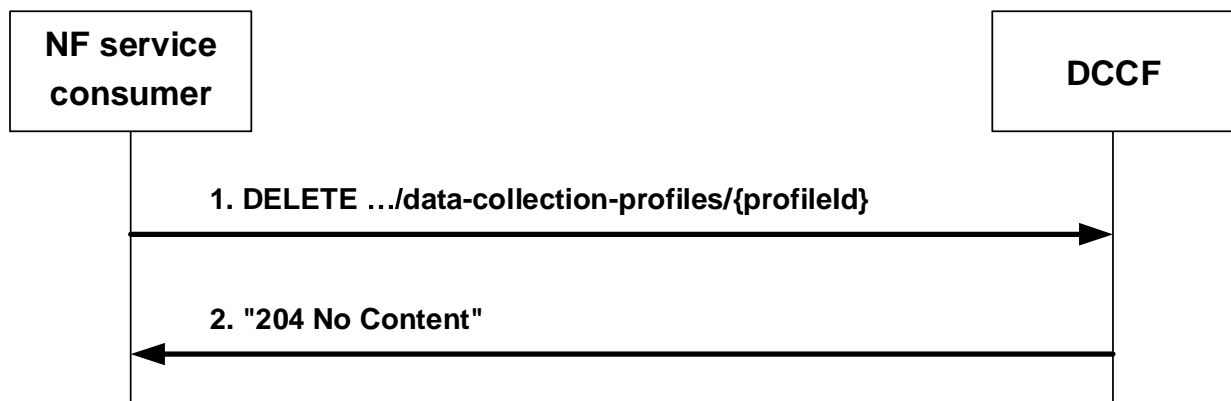 NF service
consumer
DCCF
1. DELETE …/data-collection-profiles/{profileId}
2. "204 No Content"